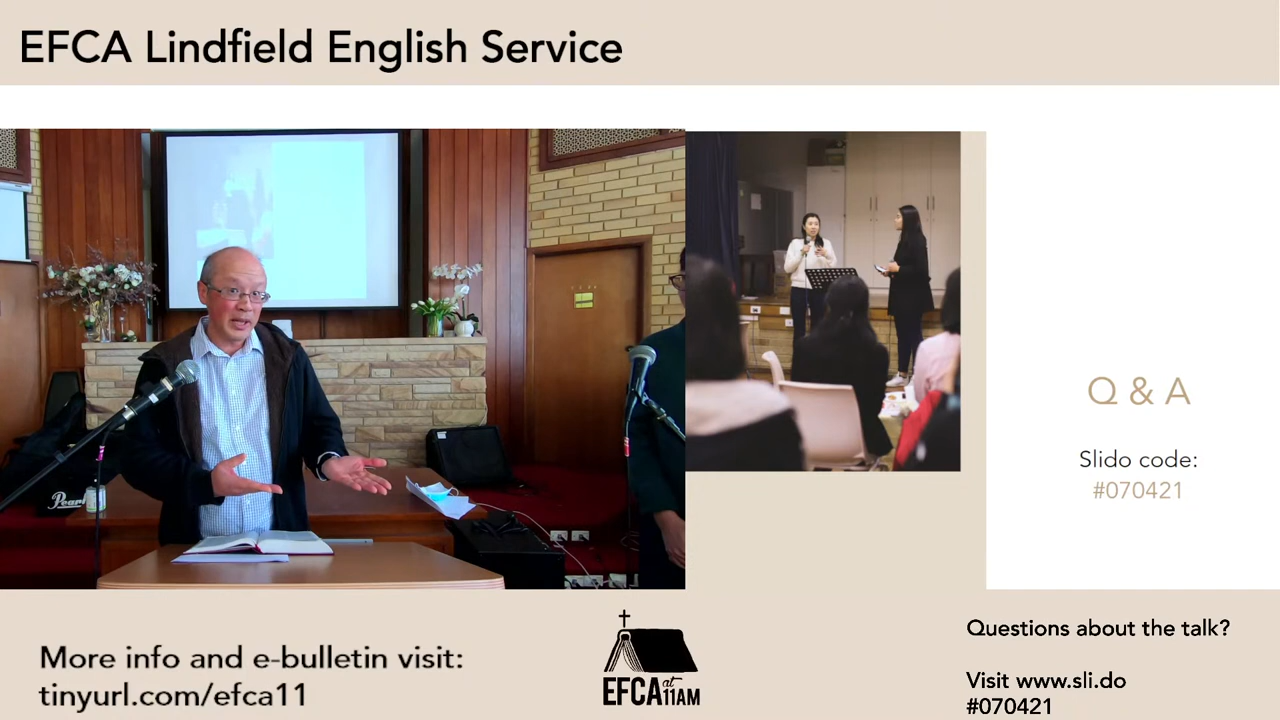 EFCA Lindfield English Service
Pearl
Q & A
Slido code:
#070421
More info and e-bulletin visit:
tinyurl.com/efca11
EFCA at 11AM
Questions about the talk?
Visit www.sli.do
#070421